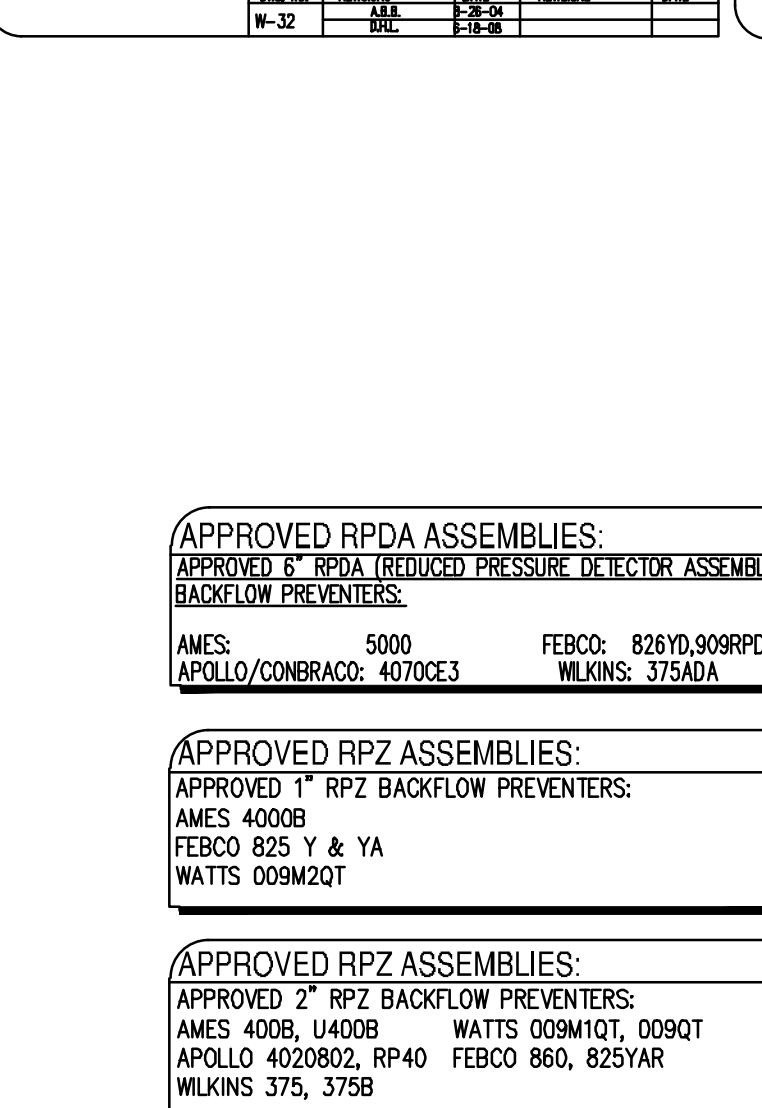 W-32
A.B.B.
-26-04
D.H.L.
-18-08
APPROVED RPDA ASSEMBLIES:
APPROVED 6" RPDA (REDUCED PRESSURE DETECTOR ASSEMBL
BACKFLOW PREVENTERS:
AMES: 5000 FEBCO: 826YD,909RPD
APOLLO/CONBRACO: 4070CE3 WILKINS: 375ADA
APPROVED RPZ ASSEMBLIES:
APPROVED 1" RPZ BACKFLOW PREVENTERS:
AMES 4000B
FEBCO 825 Y & YA
WATTS 009M2QT
APPROVED RPZ ASSEMBLIES:
APPROVED 2" RPZ BACKFLOW PREVENTERS:
AMES 400B, U400B WATTS 009M1QT, 009QT
APOLLO 4020802, RP40 FEBCO 860, 825YAR
WILKINS 375, 375B